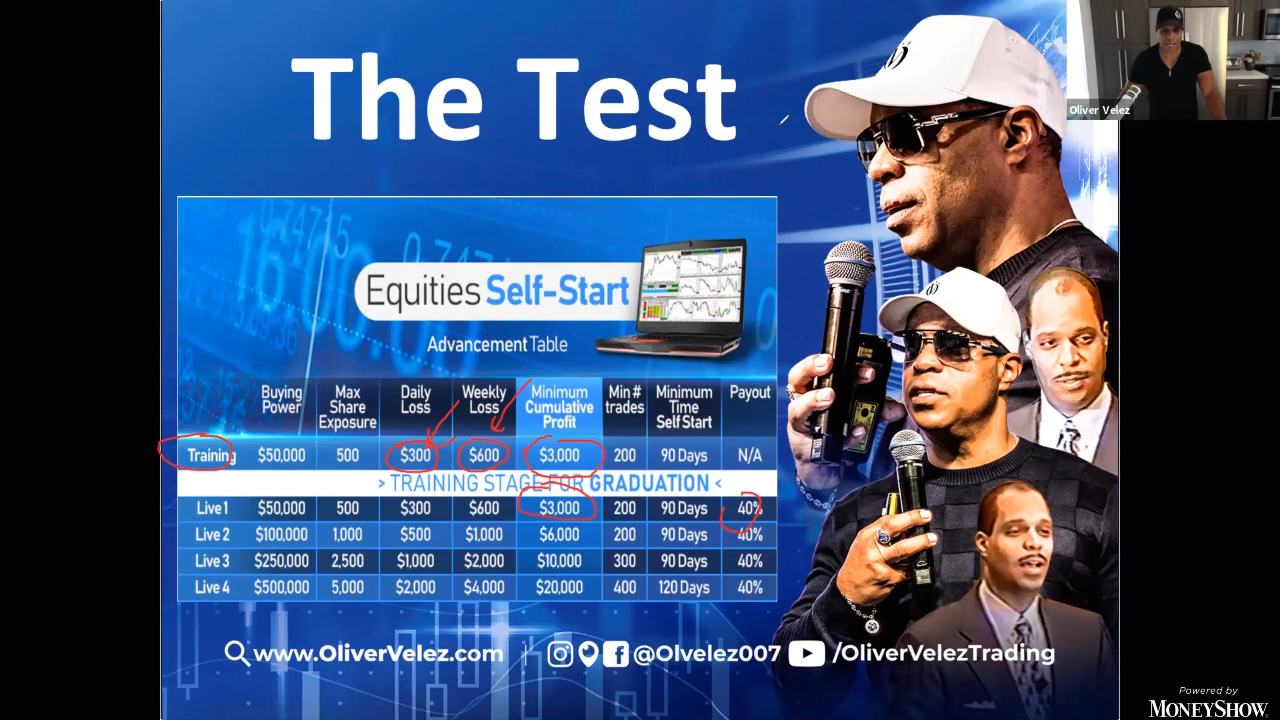 The Test
Oliver Velez
Equities Self-Start
Advancement Table
Buying Power Max Share Exposure Daily Loss Weekly Loss Minimum Cumulative Profit Min # trades Minimum Time Self Start Payout
Training $50,000 500 $300 $600 $3,000 200 90 Days N/A
> TRAINING STAGE FOR GRADUATION <
Live 1 $50,000 500 $300 $600 $3,000 200 90 Days 40%
Live 2 $100,000 1,000 $500 $1,000 $6,000 200 90 Days 40%
Live 3 $250,000 2,500 $1,000 $2,000 $10,000 300 90 Days 40%
Live 4 $500,000 5,000 $2,000 $4,000 $20,000 400 120 Days 40%
www.OliverVelez.com @Olvelez007 /OliverVelezTrading
Powered by
MONEYSHOW